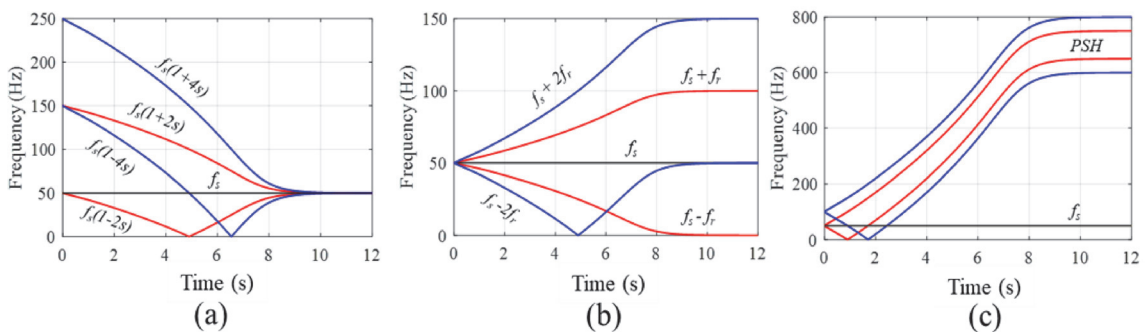 250
200
150
100
50
0
Frequency (Hz)
f_s(1+4s)
f_s(1+2s)
f_s(1-4s)
f_s
f_s(1-2s)
0 2 4 6 8 10 12
Time (s)
(a)
150
100
50
0
Frequency (Hz)
f_s+2f_r
f_s+f_r
f_s
f_s-2f_r
f_s-f_r
0 2 4 6 8 10 12
Time (s)
(b)
800
600
400
200
0
Frequency (Hz)
PSH
f_s
0 2 4 6 8 10 12
Time (s)
(c)